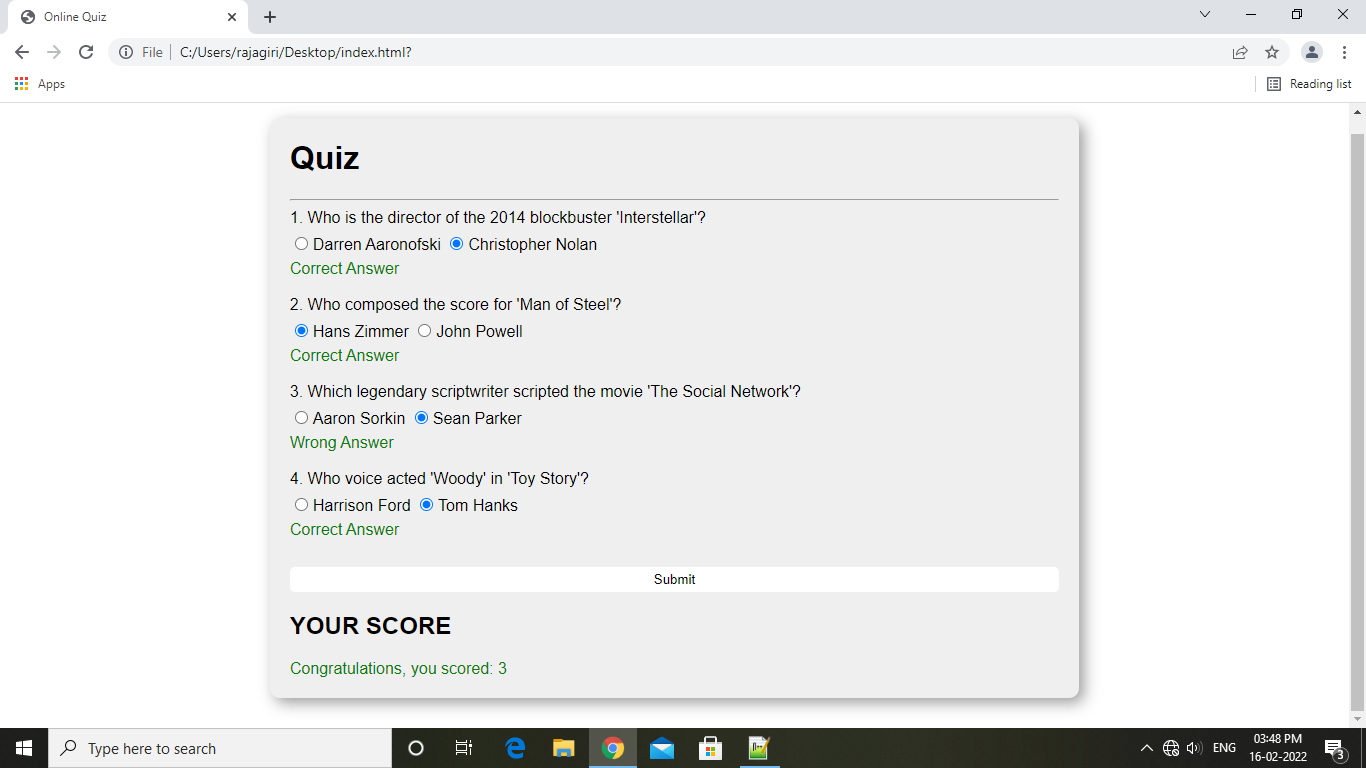 Online Quiz
File
C:/Users/rajagiri/Desktop/index.html?
Apps
Reading list
Quiz
1. Who is the director of the 2014 blockbuster 'Interstellar'?
Darren Aaronofski Christopher Nolan
Correct Answer
2. Who composed the score for 'Man of Steel'?
Hans Zimmer John Powell
Correct Answer
3. Which legendary scriptwriter scripted the movie 'The Social Network'?
Aaron Sorkin Sean Parker
Wrong Answer
4. Who voice acted 'Woody' in 'Toy Story'?
Harrison Ford Tom Hanks
Correct Answer
Submit
YOUR SCORE
Congratulations, you scored: 3
Type here to search
ENG
03:48 PM
16-02-2022
3